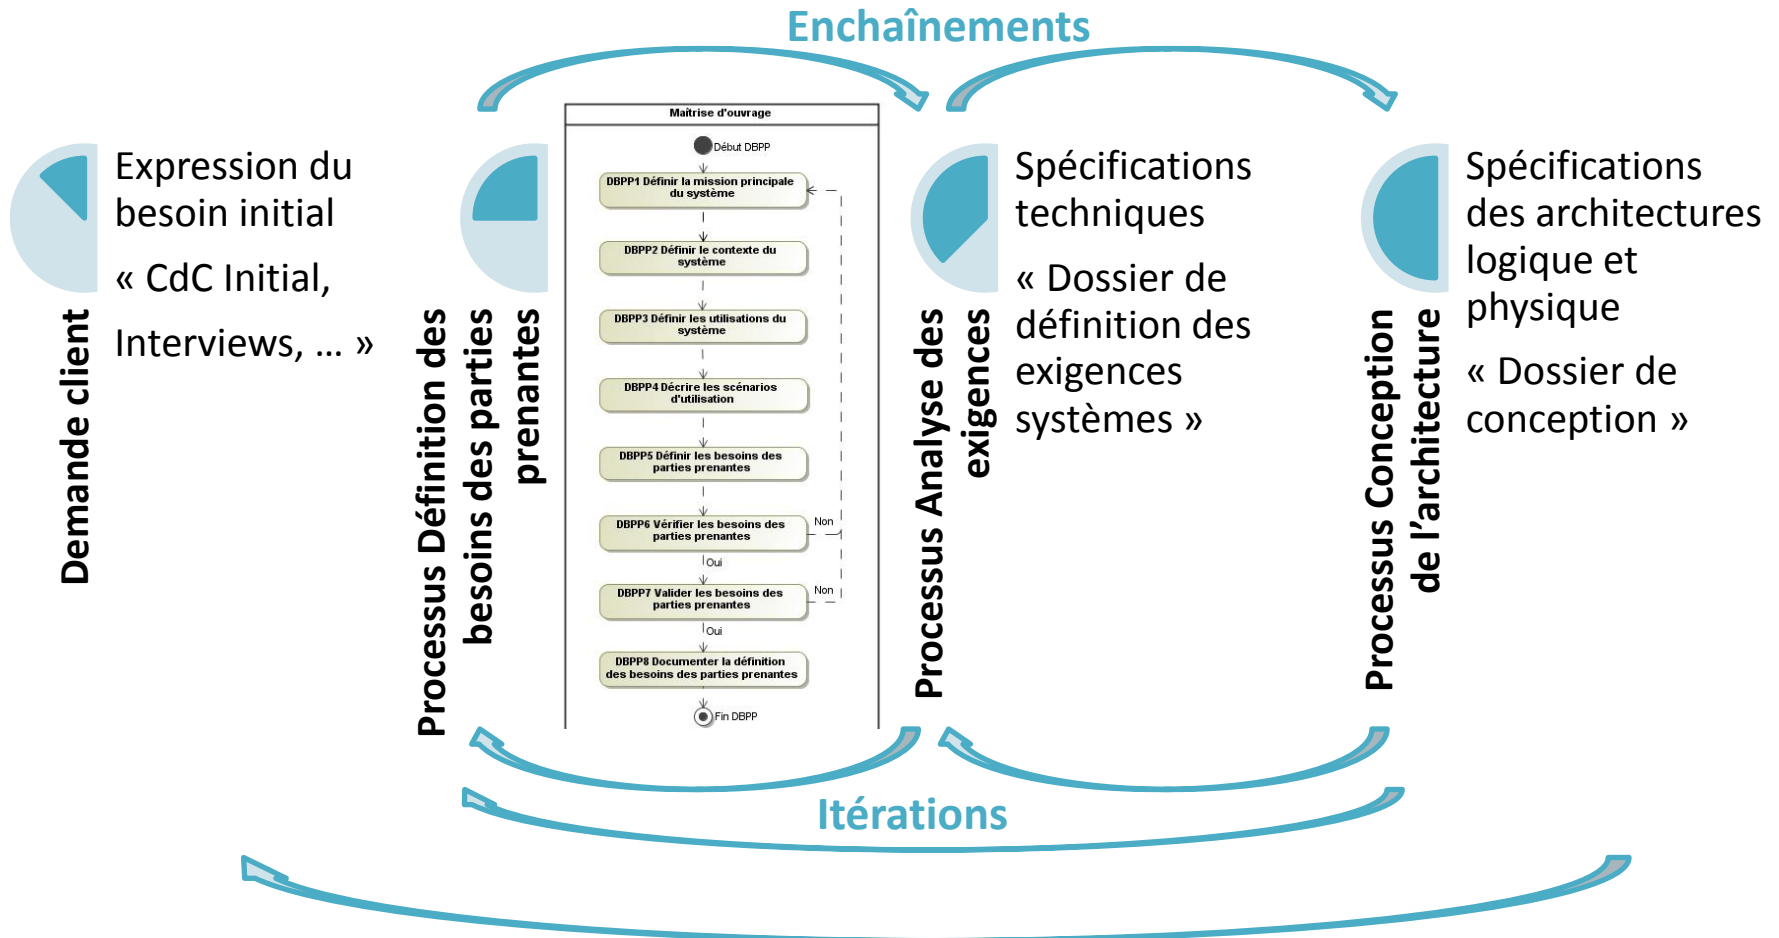 Enchaînements
Demande client
Expression du
besoin initial
« CdC Initial,
Interviews, … »
Processus Définition des
besoins des parties
prenantes
Maîtrise d'ouvrage
Début DBPP
DBPP1 Définir la mission principale
du système
DBPP2 Définir le contexte du
système
DBPP3 Définir les utilisations du
système
DBPP4 Décrire les scénarios
d'utilisation
DBPP5 Définir les besoins des
parties prenantes
DBPP6 Vérifier les besoins des
parties prenantes
Non
Oui
DBPP7 Valider les besoins des
parties prenantes
Non
Oui
DBPP8 Documenter la définition
des besoins des parties prenantes
Fin DBPP
Processus Analyse des
exigences
Spécifications
techniques
« Dossier de
définition des
exigences
systèmes »
Processus Conception
de l’architecture
Spécifications
des architectures
logique et
physique
« Dossier de
conception »
Itérations